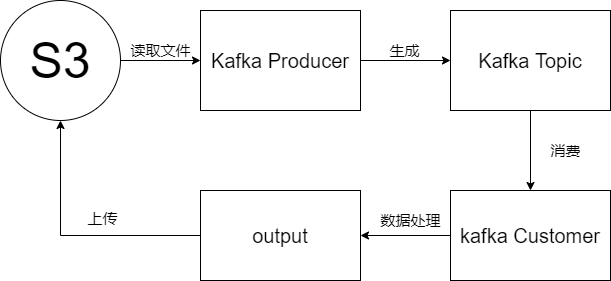 S3
读取文件
Kafka Producer
生成
Kafka Topic
消费
kafka Customer
数据处理
output
上传